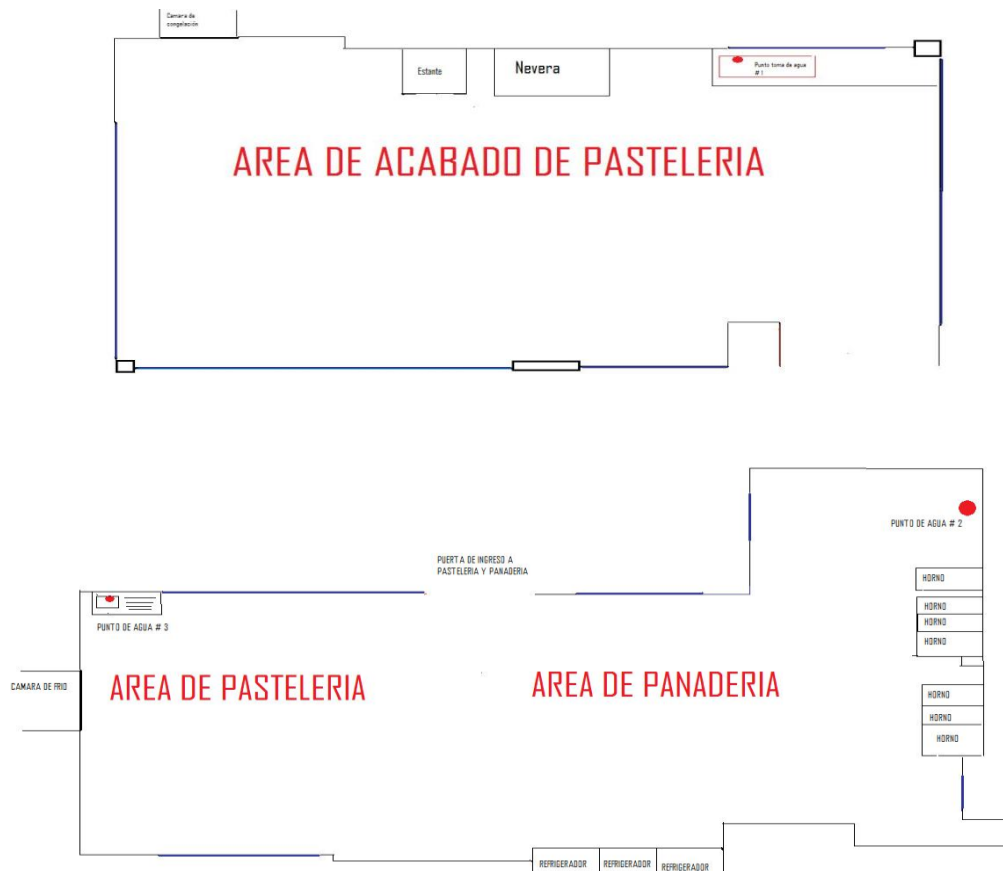 Camara de
congelación
Estante
Nevera
Punto toma de agua
# 1
AREA DE ACABADO DE PASTELERIA
PUNTO DE AGUA # 2
PUERTA DE INGRESO A
PASTELERIA Y PANADERIA
HORNO
HORNO
HORNO
HORNO
PUNTO DE AGUA # 3
CAMARA DE FRIO
AREA DE PASTELERIA
AREA DE PANADERIA
HORNO
HORNO
HORNO
REFRIGERADOR
REFRIGERADOR
REFRIGERADOR